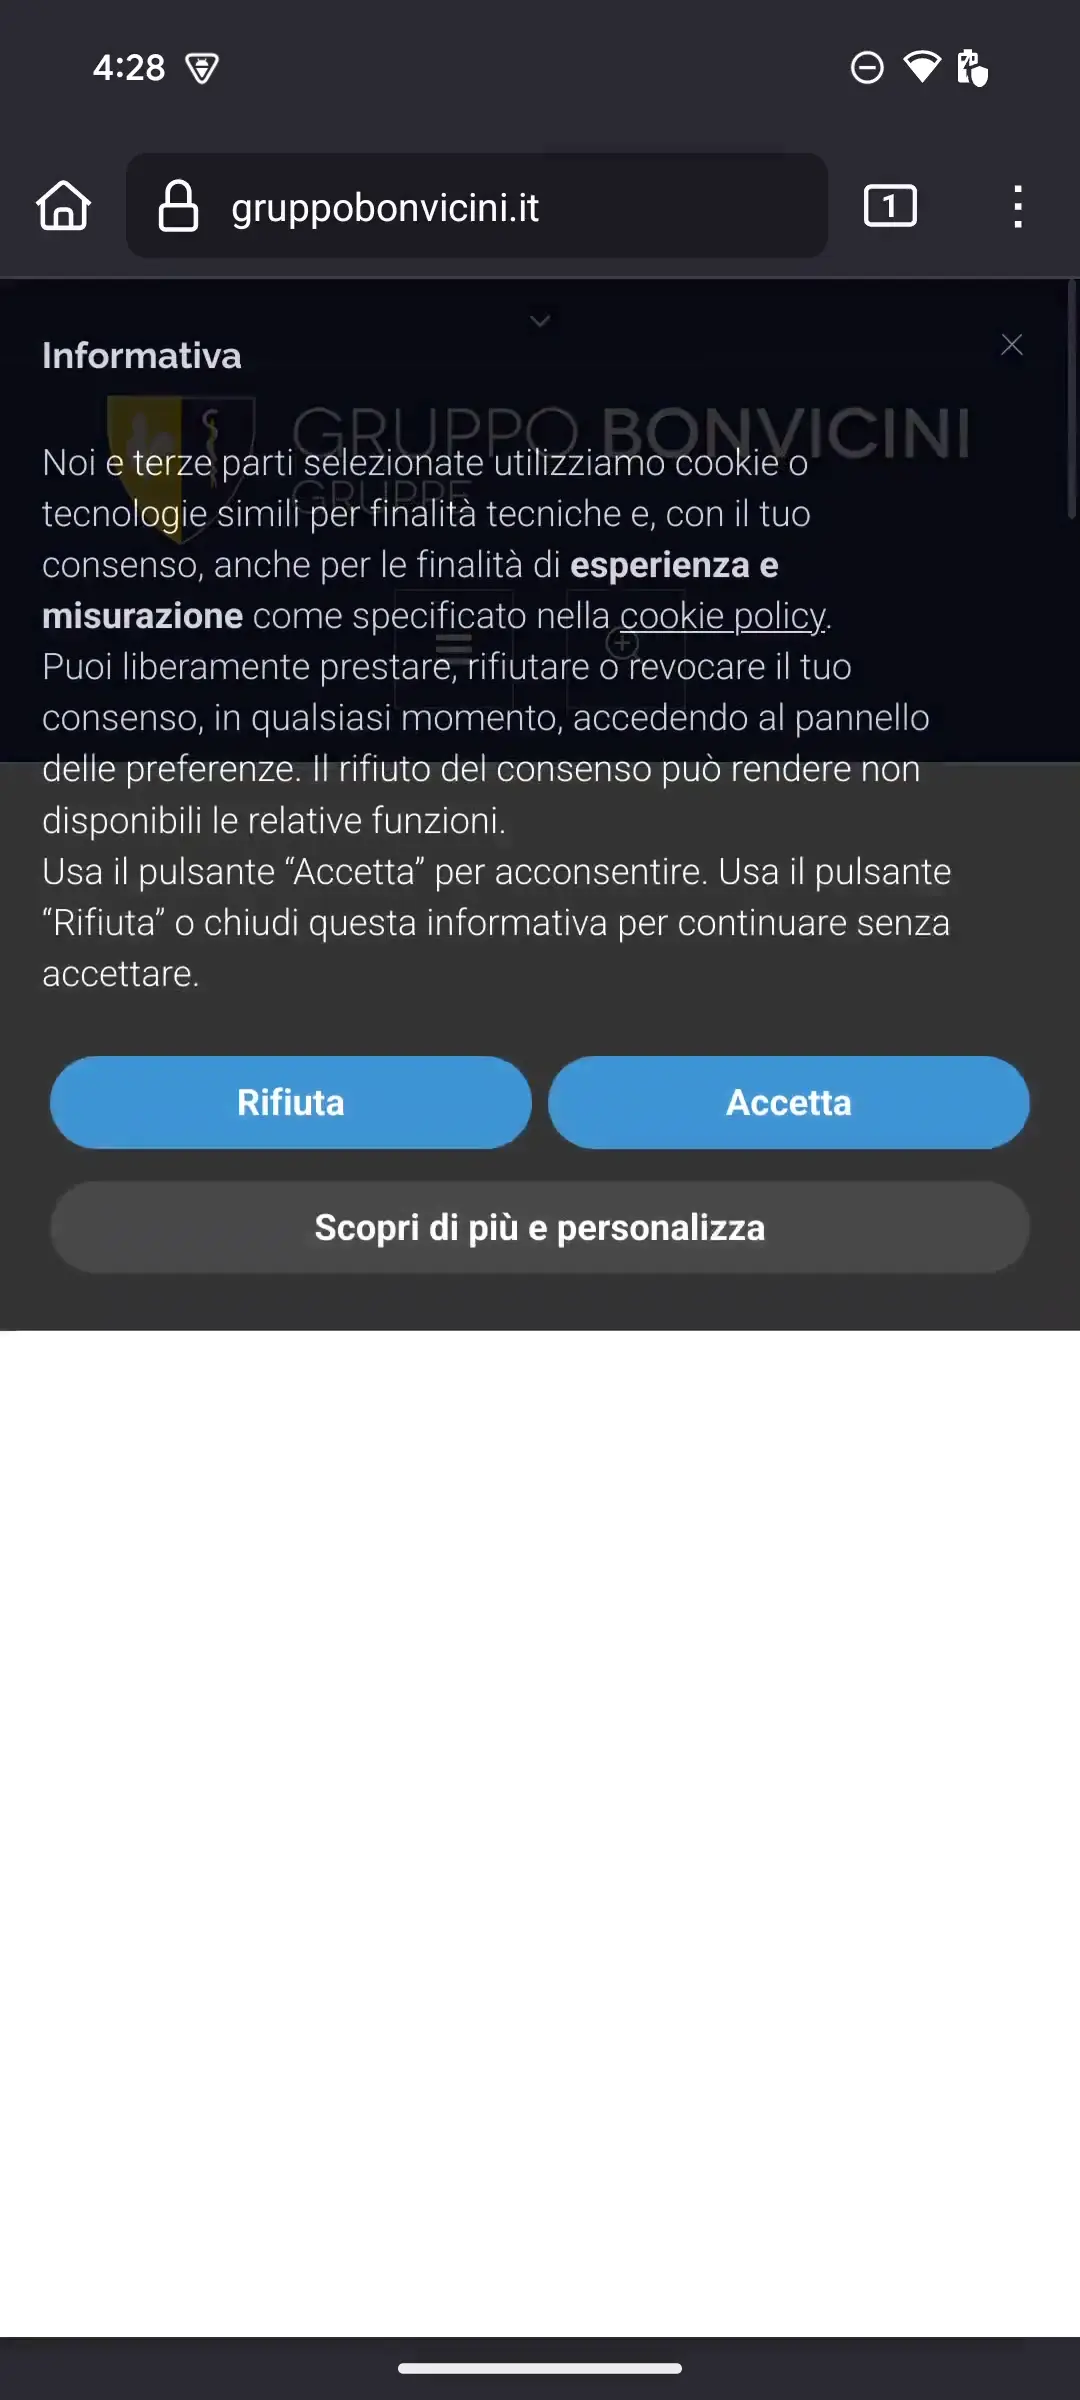 4:28
gruppobonvicini.it
1
Informativa
GRUPPO BONVICINI
GRUPPE
Noi e terze parti selezionate utilizziamo cookie o
tecnologie simili per finalità tecniche e, con il tuo
consenso, anche per le finalità di esperienza e
misurazione come specificato nella cookie policy.
Puoi liberamente prestare, rifiutare o revocare il tuo
consenso, in qualsiasi momento, accedendo al pannello
delle preferenze. Il rifiuto del consenso può rendere non
disponibili le relative funzioni.
Usa il pulsante “Accetta” per acconsentire. Usa il pulsante
“Rifiuta” o chiudi questa informativa per continuare senza
accettare.
Rifiuta
Accetta
Scopri di più e personalizza